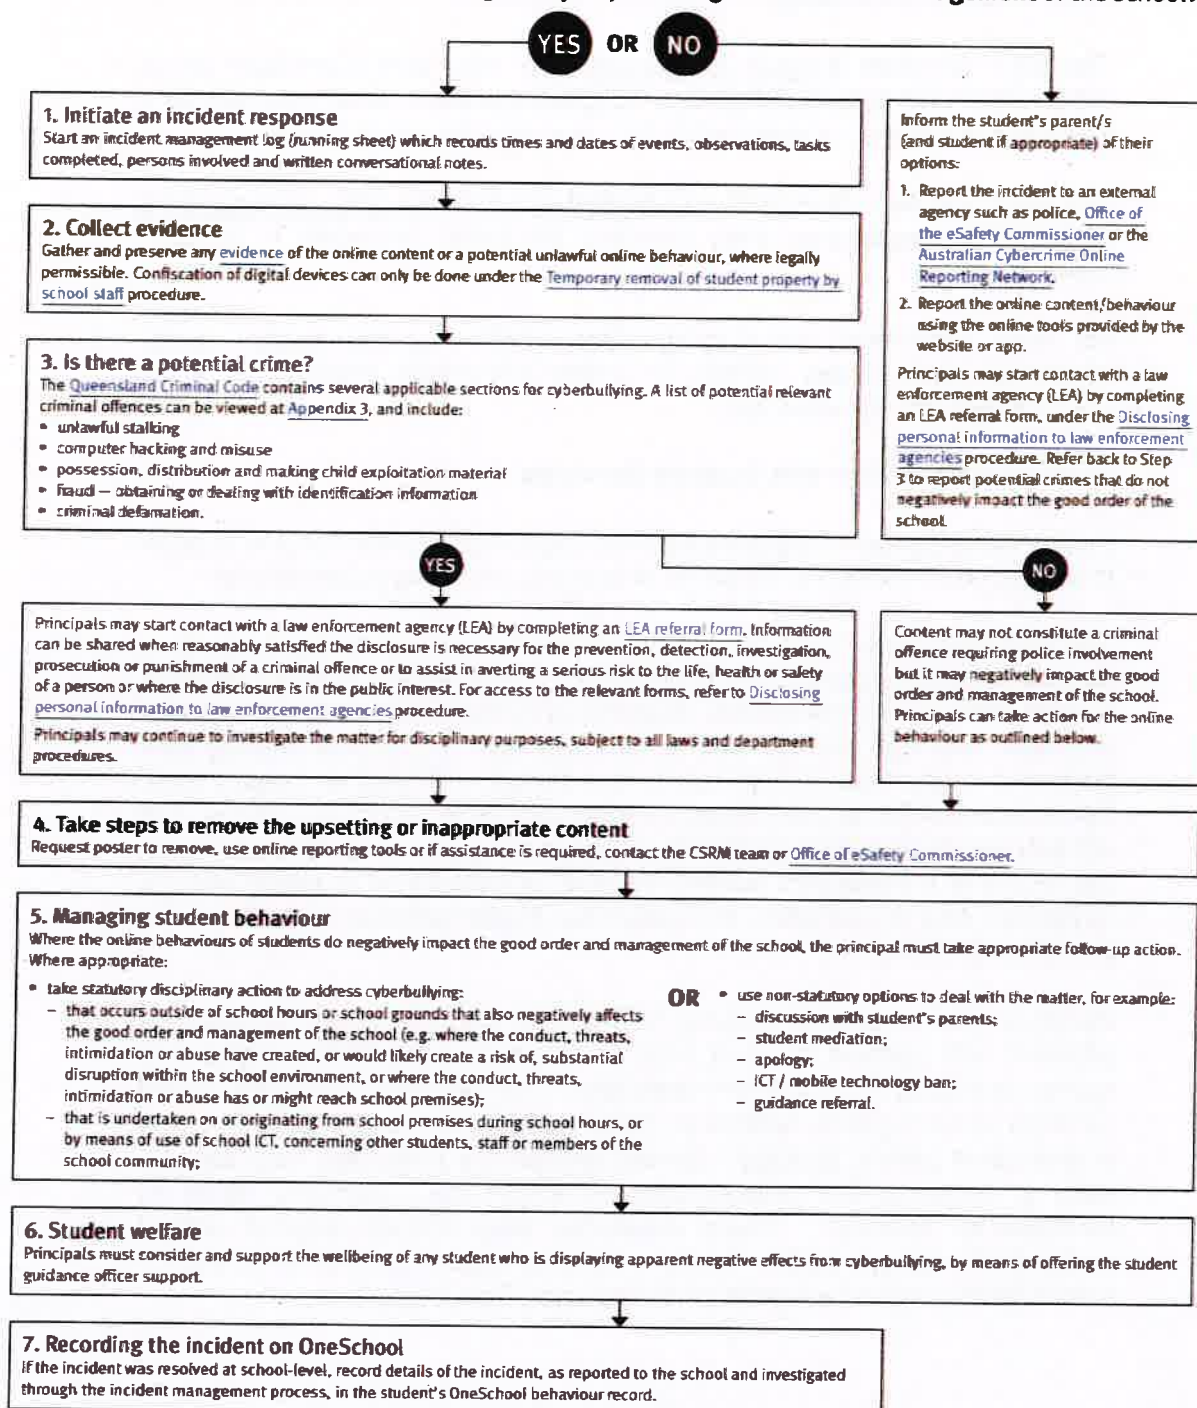 YES OR NO
1. Initiate an incident response
Start an incident management log (running sheet) which records times and dates of events, observations, tasks
completed, persons involved and written conversational notes.
2. Collect evidence
Gather and preserve any evidence of the online content or a potential unlawful online behaviour, where legally
permissible. Confiscation of digital devices can only be done under the Temporary removal of student property by
school staff procedure.
3. Is there a potential crime?
The Queensland Criminal Code contains several applicable sections for cyberbullying. A list of potential relevant
criminal offences can be viewed at Appendix 3, and include:
• unlawful stalking
• computer hacking and misuse
• possession, distribution and making child exploitation material
• fraud – obtaining or dealing with identification information
• criminal defamation.
Inform the student's parent/s
(and student if appropriate) of their
options:
1. Report the incident to an external
agency such as police, Office of
the eSafety Commissioner or the
Australian Cybercrime Online
Reporting Network.
2. Report the online content/behaviour
using the online tools provided by the
website or app.
Principals may start contact with a law
enforcement agency (LEA) by completing
an LEA referral form, under the Disclosing
personal information to law enforcement
agencies procedure. Refer back to Step
3 to report potential crimes that do not
negatively impact the good order of the
school.
YES
NO
Principals may start contact with a law enforcement agency (LEA) by completing an LEA referral form. Information
can be shared when reasonably satisfied the disclosure is necessary for the prevention, detection, investigation,
prosecution or punishment of a criminal offence or to assist in averting a serious risk to the life, health or safety
of a person or where the disclosure is in the public interest. For access to the relevant forms, refer to Disclosing
personal information to law enforcement agencies procedure.
Principals may continue to investigate the matter for disciplinary purposes, subject to all laws and department
procedures.
Content may not constitute a criminal
offence requiring police involvement
but it may negatively impact the good
order and management of the school.
Principals can take action for the online
behaviour as outlined below.
4. Take steps to remove the upsetting or inappropriate content
Request poster to remove, use online reporting tools or if assistance is required, contact the CSRM team or Office of eSafety Commissioner.
5. Managing student behaviour
Where the online behaviours of students do negatively impact the good order and management of the school, the principal must take appropriate follow-up action.
Where appropriate:
• take statutory disciplinary action to address cyberbullying:
– that occurs outside of school hours or school grounds that also negatively affects
the good order and management of the school (e.g. where the conduct, threats,
intimidation or abuse have created, or would likely create a risk of, substantial
disruption within the school environment, or where the conduct, threats,
intimidation or abuse has or might reach school premises);
– that is undertaken on or originating from school premises during school hours, or
by means of use of school ICT, concerning other students, staff or members of the
school community;
OR
• use non-statutory options to deal with the matter, for example:
– discussion with student's parents;
– student mediation;
– apology;
– ICT / mobile technology ban;
– guidance referral.
6. Student welfare
Principals must consider and support the wellbeing of any student who is displaying apparent negative effects from cyberbullying, by means of offering the student
guidance officer support.
7. Recording the incident on OneSchool
If the incident was resolved at school-level, record details of the incident, as reported to the school and investigated
through the incident management process, in the student's OneSchool behaviour record.